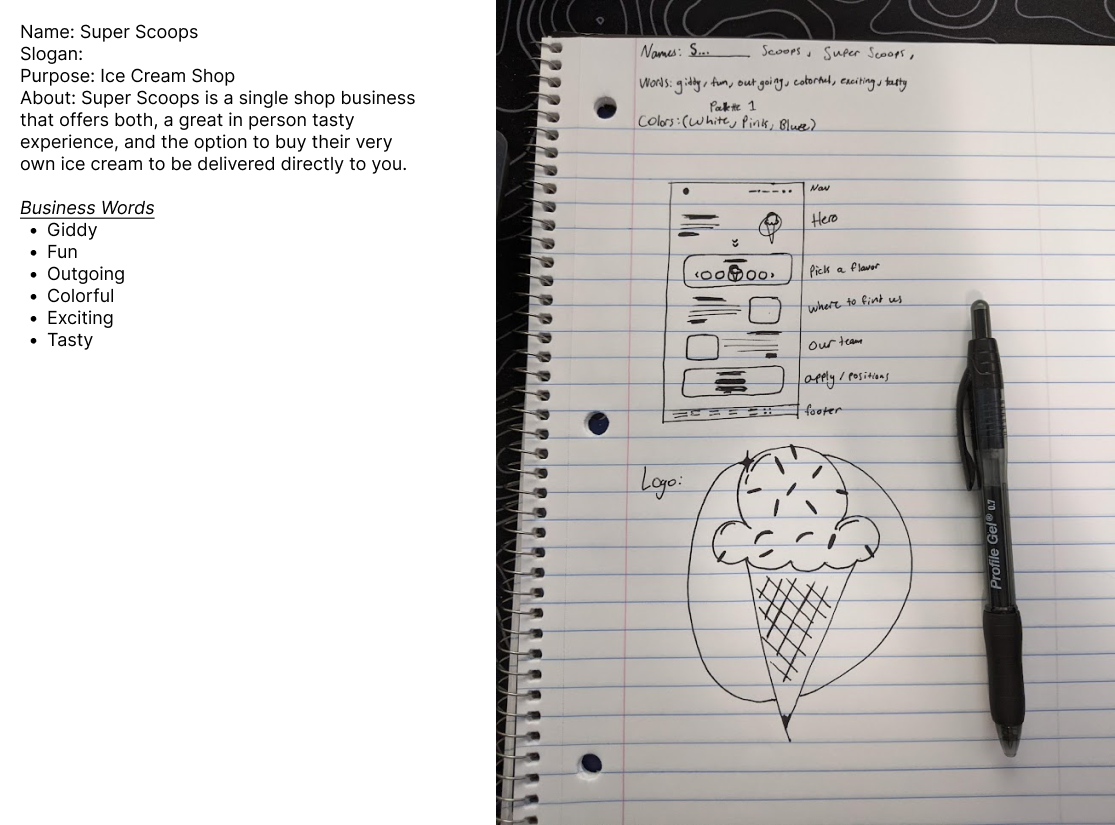 Name: Super Scoops
Slogan:
Purpose: Ice Cream Shop
About: Super Scoops is a single shop business
that offers both, a great in person tasty
experience, and the option to buy their very
own ice cream to be delivered directly to you.
Business Words
• Giddy
• Fun
• Outgoing
• Colorful
• Exciting
• Tasty
Names: S... Scoops, Super Scoops,
Words: giddy, fun, outgoing, colorful, exciting, tasty
Palette 1
Colors: (White, Pink, Blue)
Nav
Hero
Pick a flavor
where to find us
our team
apply / positions
footer
Logo:
Profile Gel® 0.7